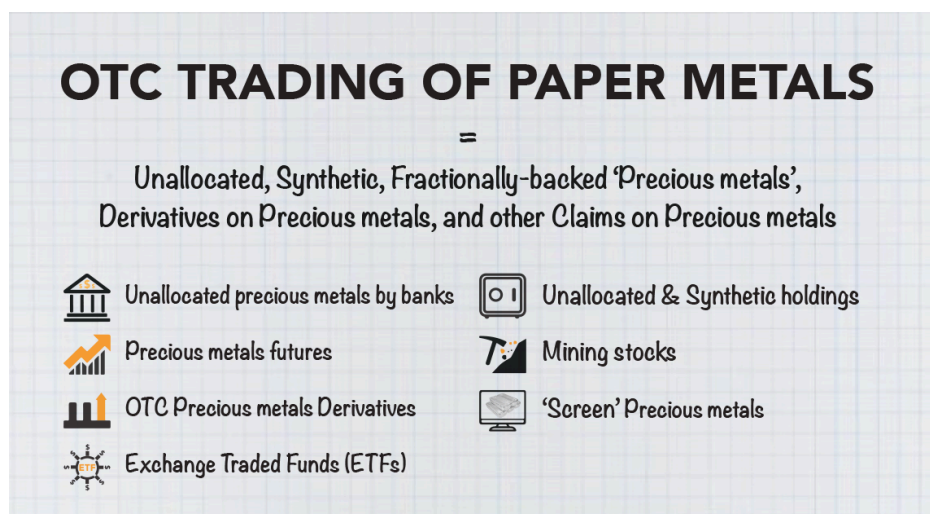 OTC TRADING OF PAPER METALS
=
Unallocated, Synthetic, Fractionally-backed ‘Precious metals’,
Derivatives on Precious metals, and other Claims on Precious metals
Unallocated precious metals by banks
Precious metals futures
OTC Precious metals Derivatives
ETF
Exchange Traded Funds (ETFs)
Unallocated & Synthetic holdings
Mining stocks
‘Screen’ Precious metals